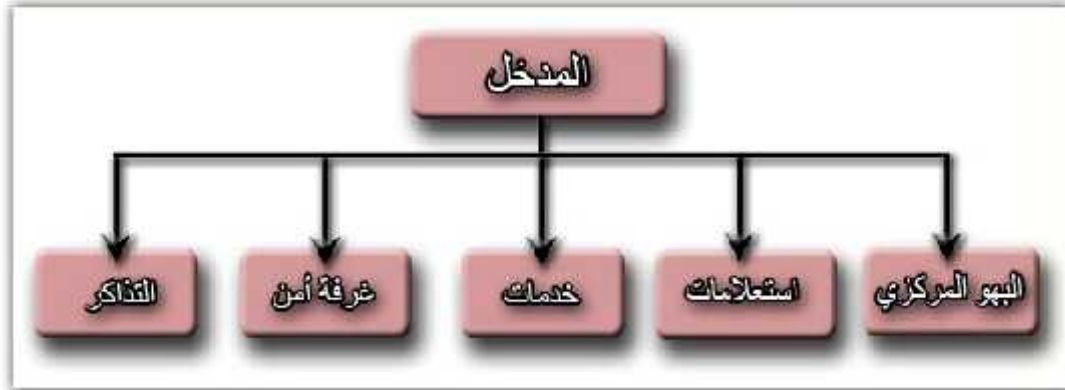 المدخل
البهو المركزي
استعلامات
خدمات
غرفة أمن
التذاكر